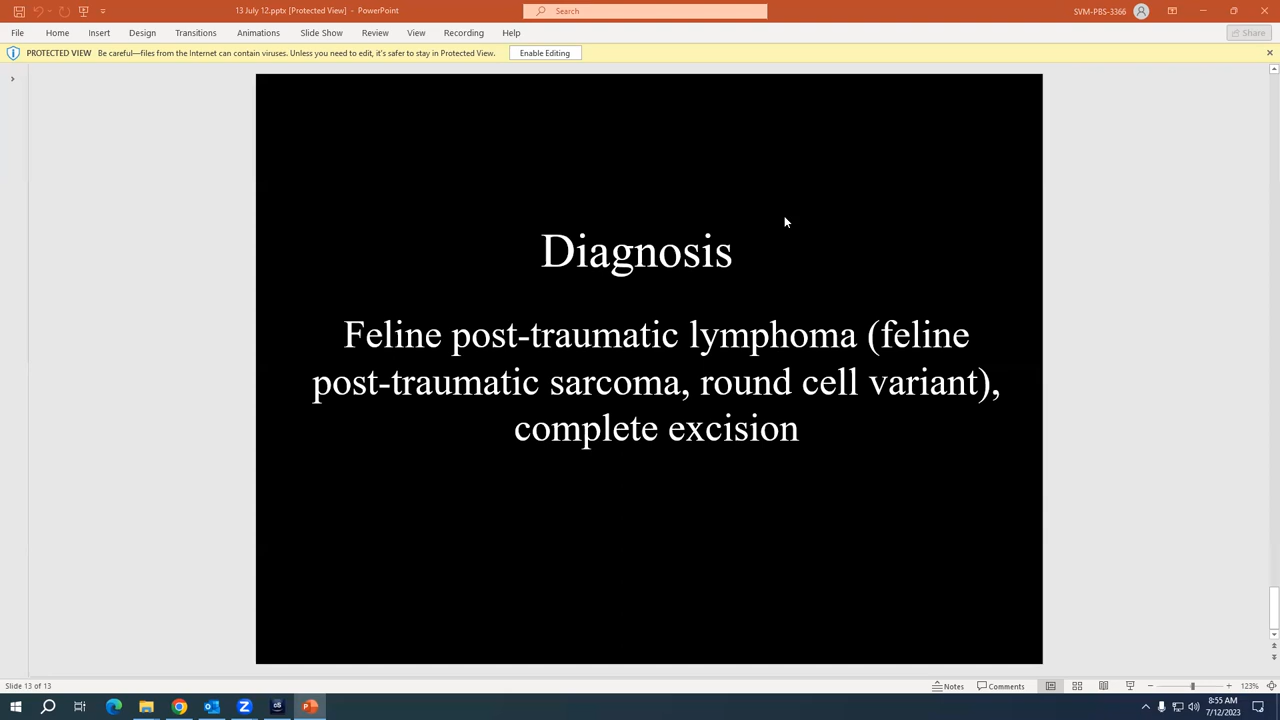 13 July 12.pptx [Protected View] - PowerPoint
Search
SVM-PBS-3366
File Home Insert Design Transitions Animations Slide Show Review View Recording Help
Share
PROTECTED VIEW Be careful—files from the Internet can contain viruses. Unless you need to edit, it's safer to stay in Protected View. Enable Editing
Diagnosis
Feline post-traumatic lymphoma (feline
post-traumatic sarcoma, round cell variant),
complete excision
Slide 13 of 13
Notes
Comments
123%
8:55 AM
7/12/2023